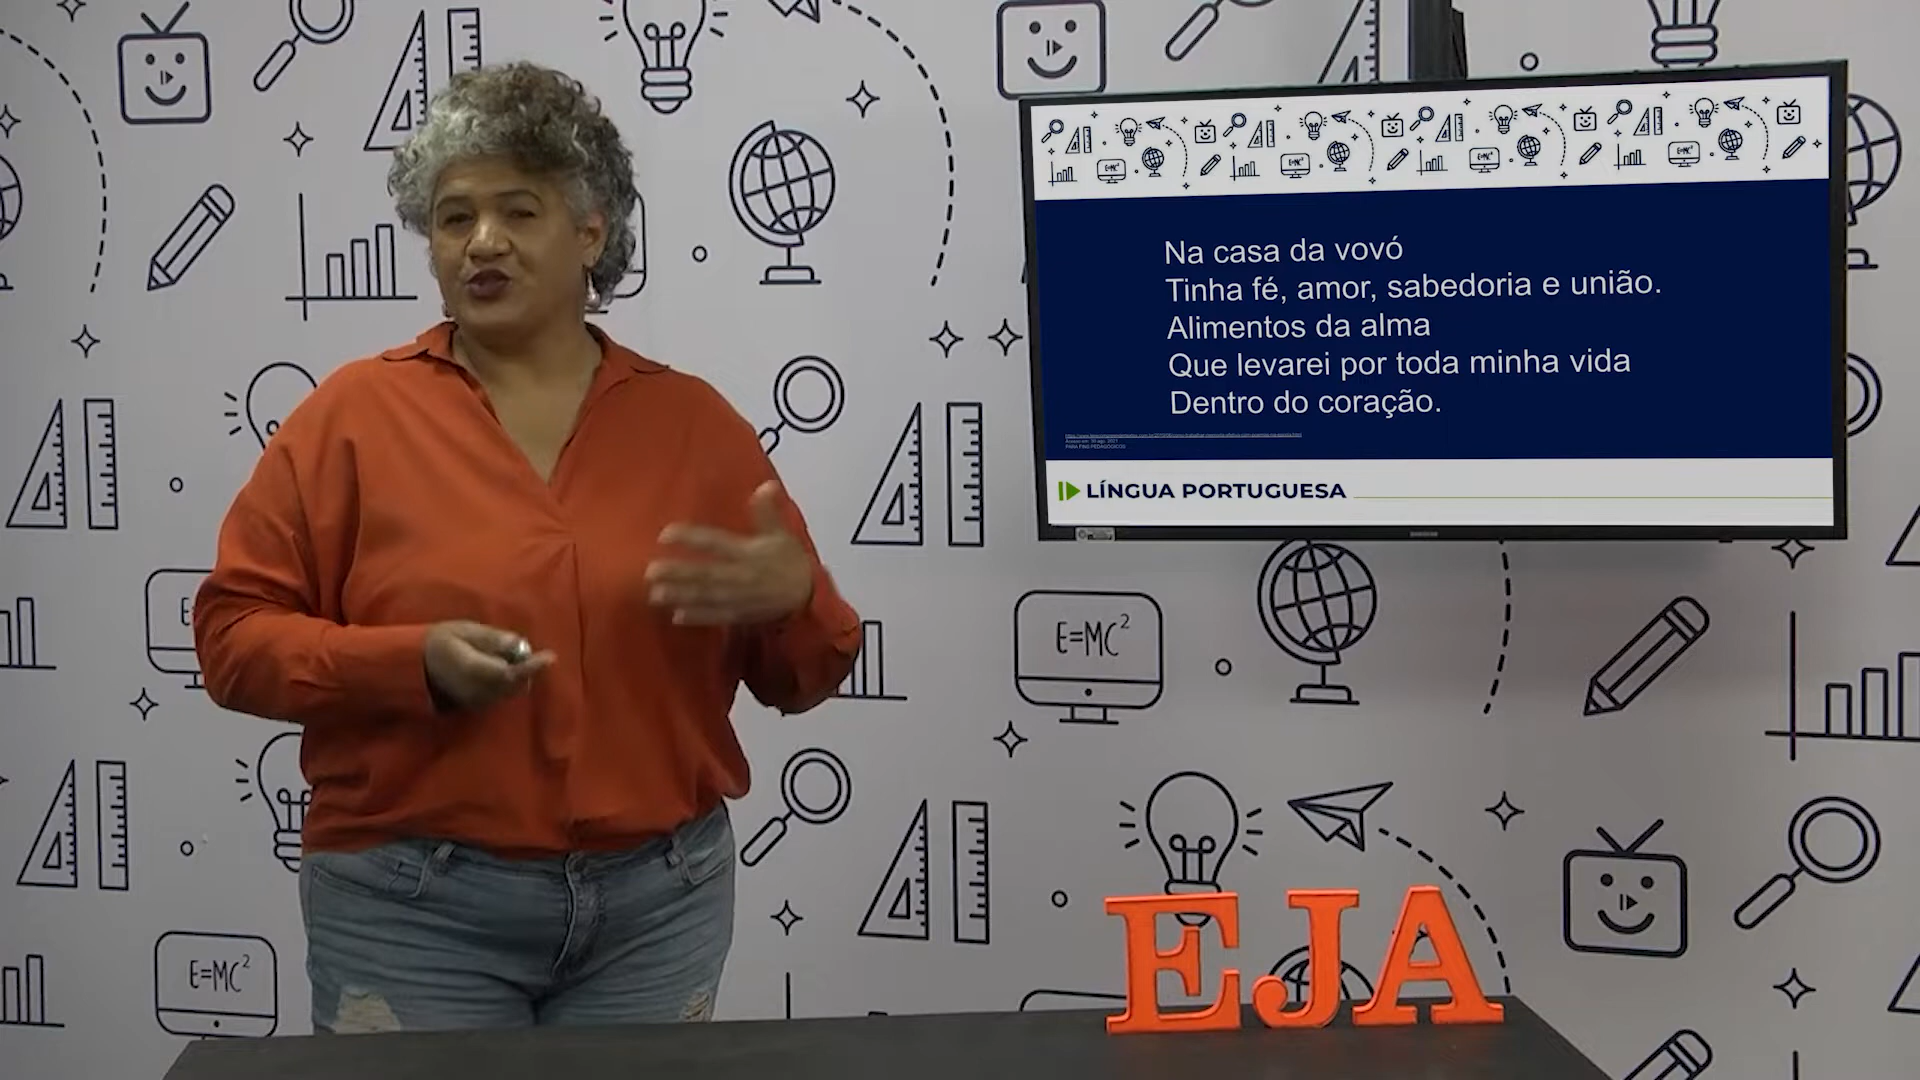 Na casa da vovó
Tinha fé, amor, sabedoria e união.
Alimentos da alma
Que levarei por toda minha vida
Dentro do coração.
LÍNGUA PORTUGUESA
E=MC²
E=MC²
EJA